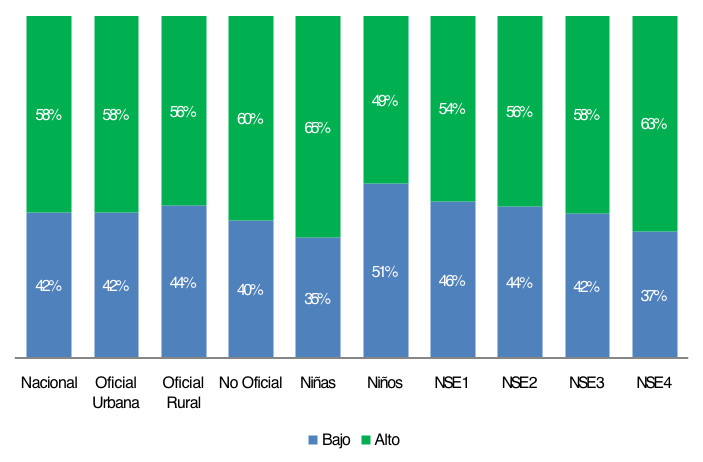 58% 58% 56% 60% 65% 49% 54% 56% 58% 63%
42% 42% 44% 40% 35% 51% 46% 44% 42% 37%
Nacional Oficial Oficial No Oficial Niñas Niños NSE1 NSE2 NSE3 NSE4
Urbana Rural
Bajo Alto